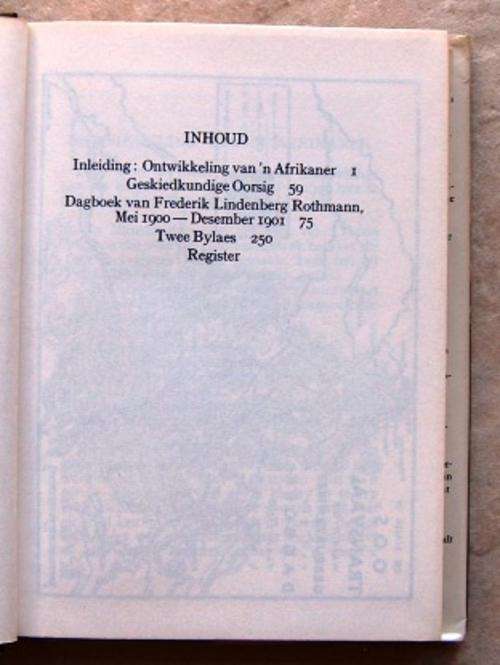 INHOUD
Inleiding : Ontwikkeling van 'n Afrikaner 1
Geskiedkundige Oorsig 59
Dagboek van Frederik Lindenberg Rothmann,
Mei 1900 — Desember 1901 75
Twee Bylaes 250
Register